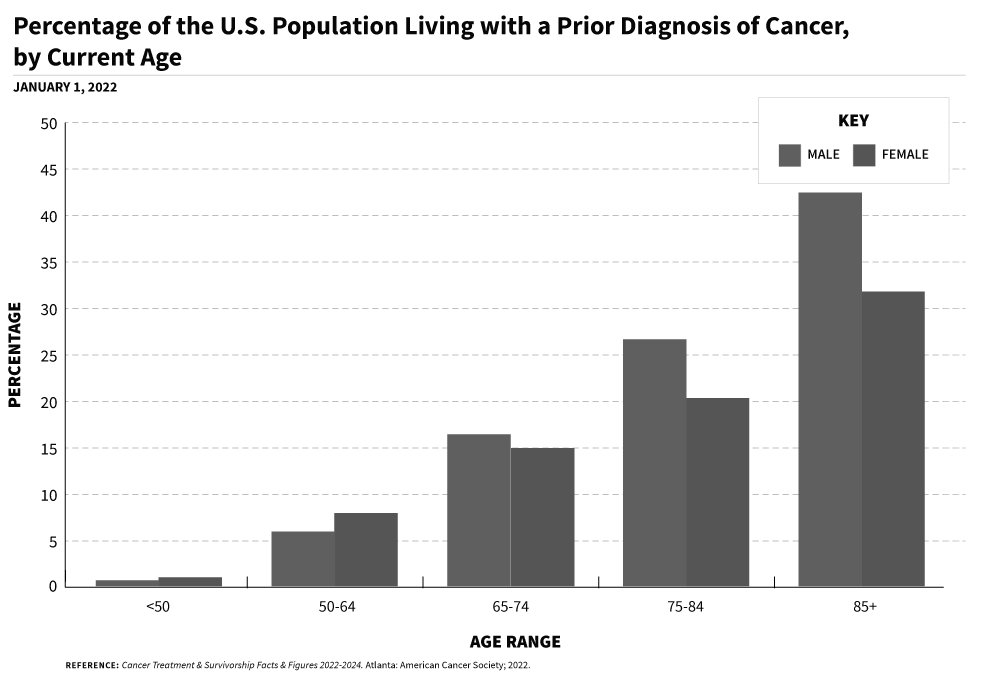 Percentage of the U.S. Population Living with a Prior Diagnosis of Cancer,
by Current Age
JANUARY 1, 2022
KEY
MALE FEMALE
50
45
40
35
30
25
20
15
10
5
0
PERCENTAGE
<50 50-64 65-74 75-84 85+
AGE RANGE
REFERENCE: Cancer Treatment & Survivorship Facts & Figures 2022-2024. Atlanta: American Cancer Society; 2022.